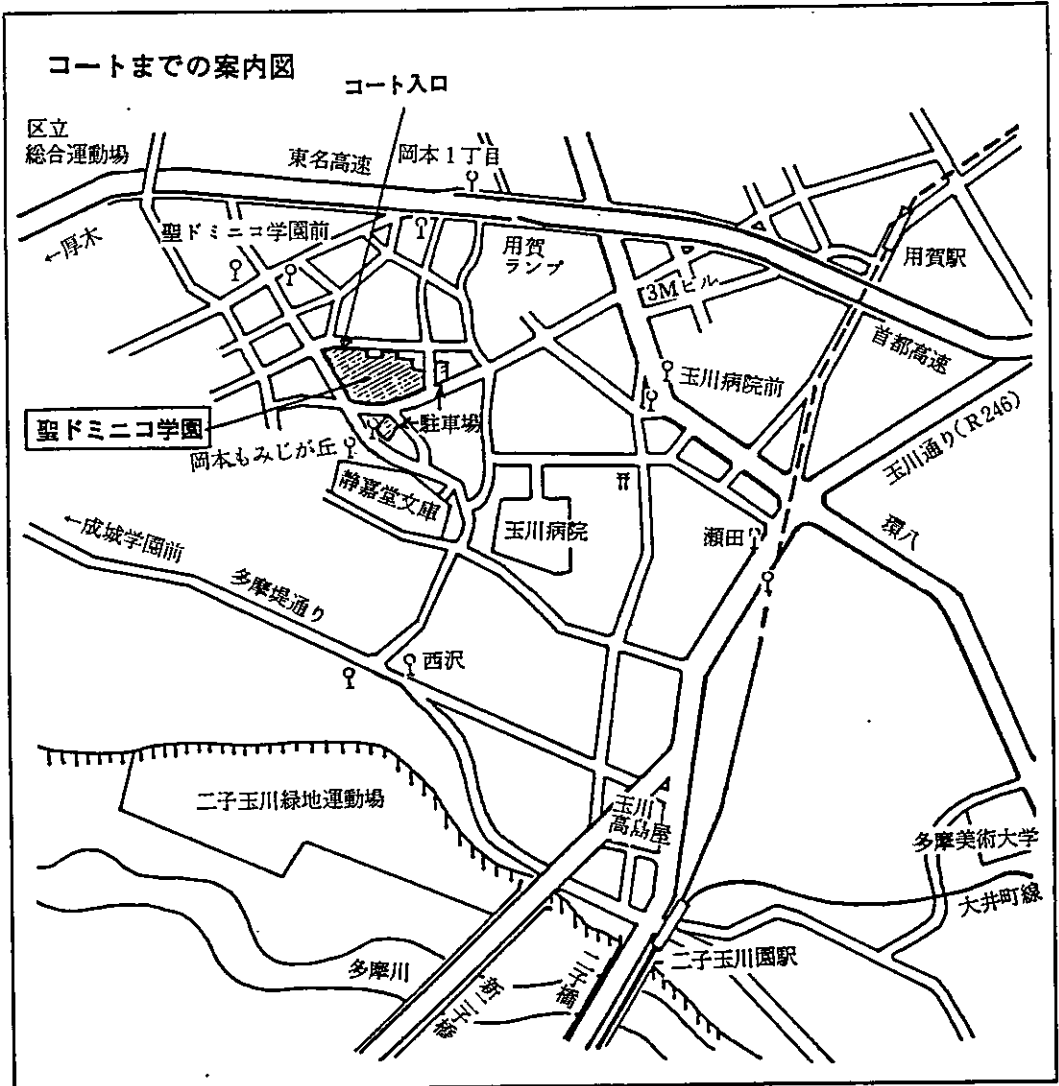 コートまでの案内図
コート入口
区立
総合運動場
東名高速
岡本1丁目
聖ドミニコ学園前
←厚木
用賀
ランプ
用賀駅
3Mビル
首都高速
玉川病院前
玉川通り(R246)
聖ドミニコ学園
←駐車場
岡本もみじが丘
静嘉堂文庫
玉川病院
瀬田
環八
←成城学園前
多摩堤通り
西沢
二子玉川緑地運動場
玉川
高島屋
多摩美術大学
大井町線
二子玉川園駅
多摩川
新二子橋
二子橋